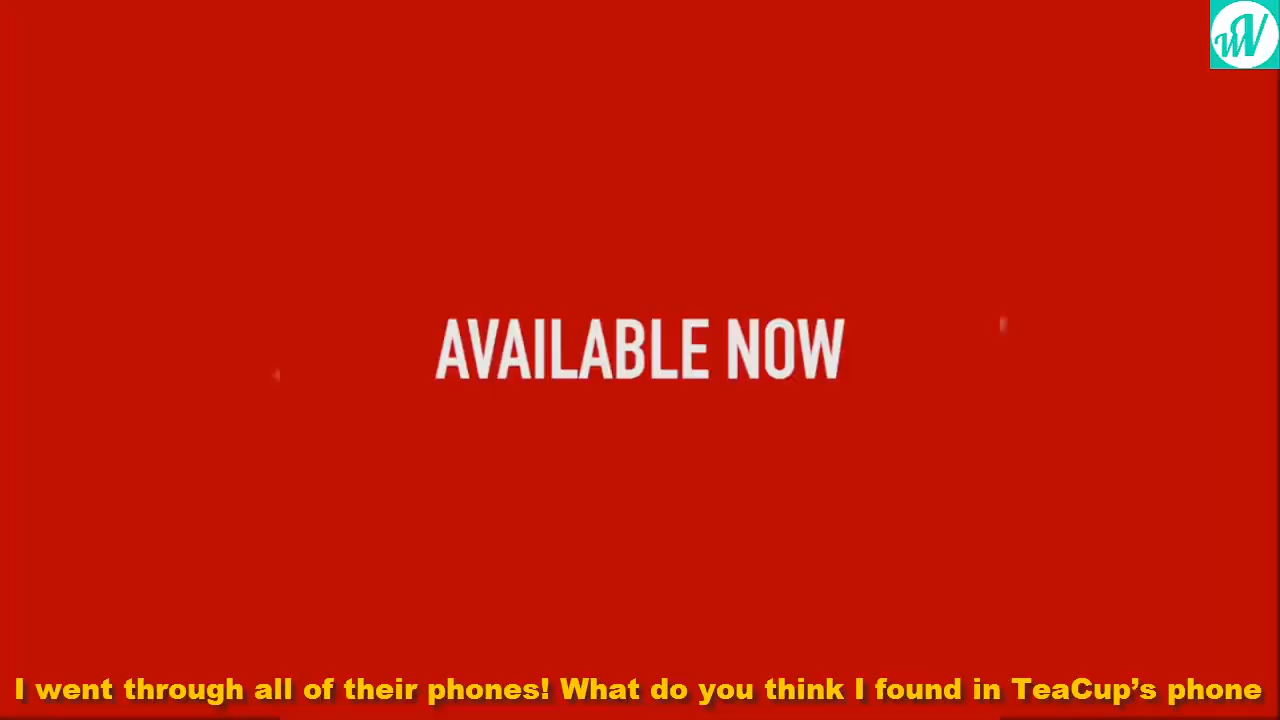 AVAILABLE NOW
I went through all of their phones! What do you think I found in TeaCup’s phone